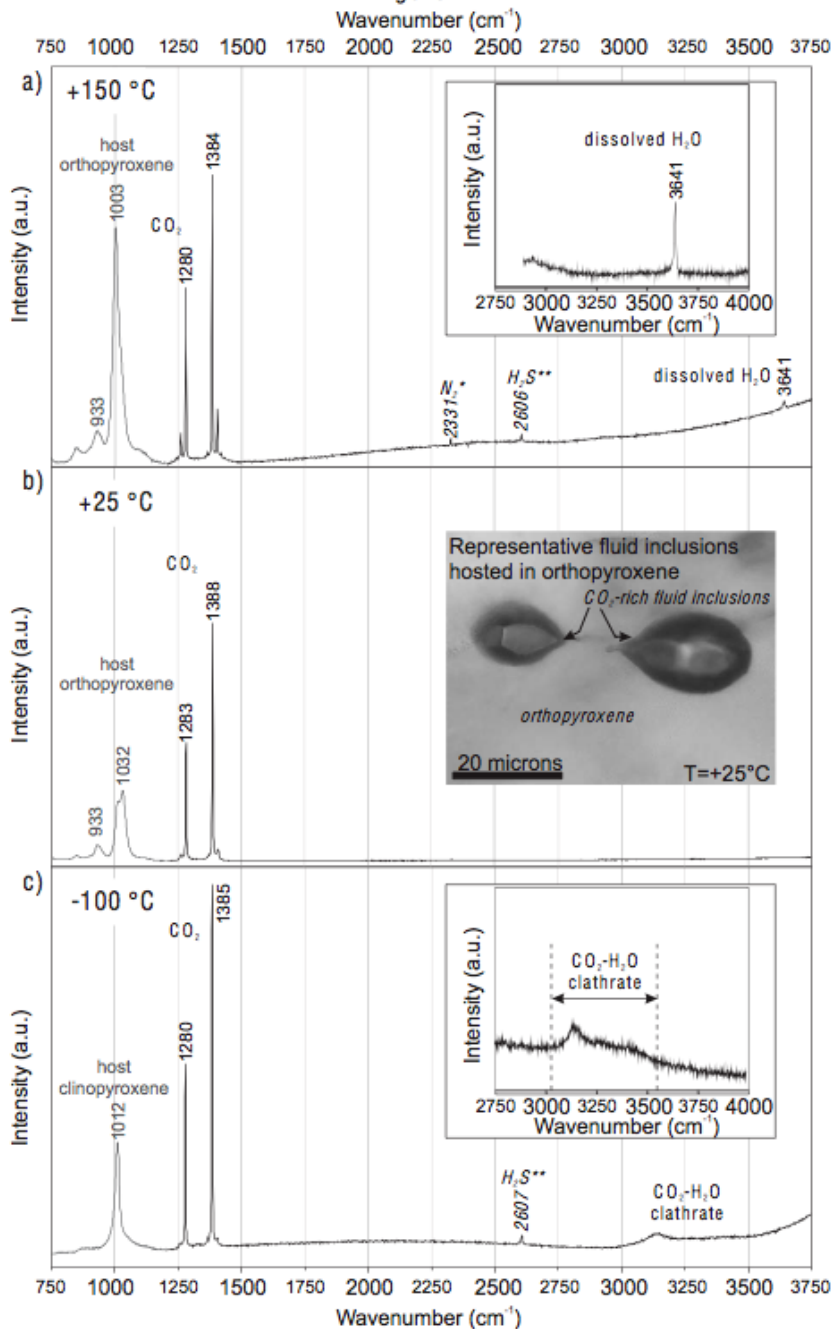 Wavenumber (cm⁻¹)
750 1000 1250 1500 1750 2000 2250 2500 2750 3000 3250 3500 3750
a)
+150 °C
host
orthopyroxene
933
1003
CO₂
1280
1384
N₂*
2331
H₂S**
2606
dissolved H₂O
3641
Intensity (a.u.)
dissolved H₂O
3641
Intensity (a.u.)
2750 3000 3250 3500 3750 4000
Wavenumber (cm⁻¹)
b)
+25 °C
host
orthopyroxene
933
1032
CO₂
1283
1388
Intensity (a.u.)
Representative fluid inclusions
hosted in orthopyroxene
CO₂-rich fluid inclusions
orthopyroxene
20 microns
T=+25°C
c)
-100 °C
host
clinopyroxene
1012
CO₂
1280
1385
H₂S**
2607
CO₂-H₂O
clathrate
Intensity (a.u.)
CO₂-H₂O
clathrate
Intensity (a.u.)
2750 3000 3250 3500 3750 4000
Wavenumber (cm⁻¹)
750 1000 1250 1500 1750 2000 2250 2500 2750 3000 3250 3500 3750
Wavenumber (cm⁻¹)